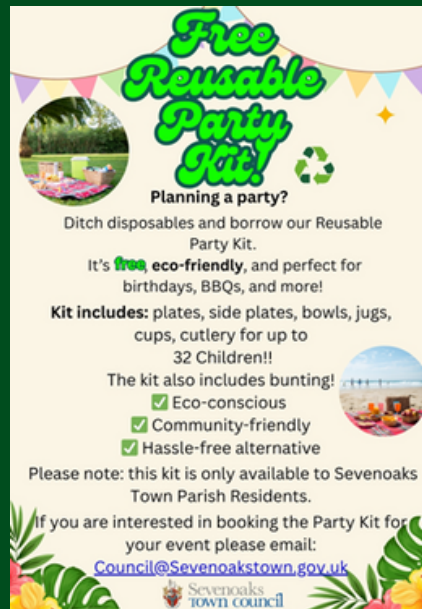 Free
Reusable
Party
Kit!
Planning a party?
Ditch disposables and borrow our Reusable
Party Kit.
It's free, eco-friendly, and perfect for
birthdays, BBQs, and more!
Kit includes: plates, side plates, bowls, jugs,
cups, cutlery for up to
32 Children!!
The kit also includes bunting!
✅ Eco-conscious
✅ Community-friendly
✅ Hassle-free alternative
Please note: this kit is only available to Sevenoaks
Town Parish Residents.
If you are interested in booking the Party Kit for
your event please email:
Council@Sevenoakstown.gov.uk
Sevenoaks
TOWN COUNCIL